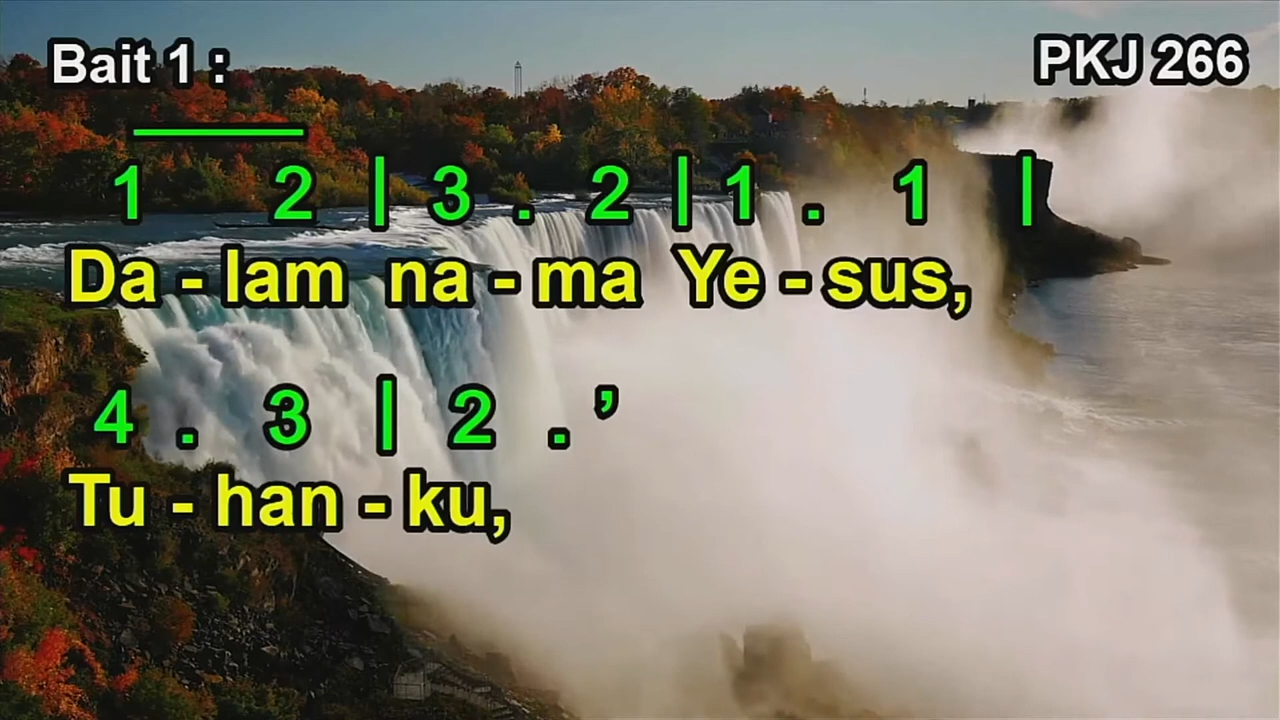 Bait 1 : PKJ 266
1 2 | 3 . 2 | 1 . 1 |
Da - lam na - ma Ye - sus,
4 . 3 | 2 . ’
Tu - han - ku,